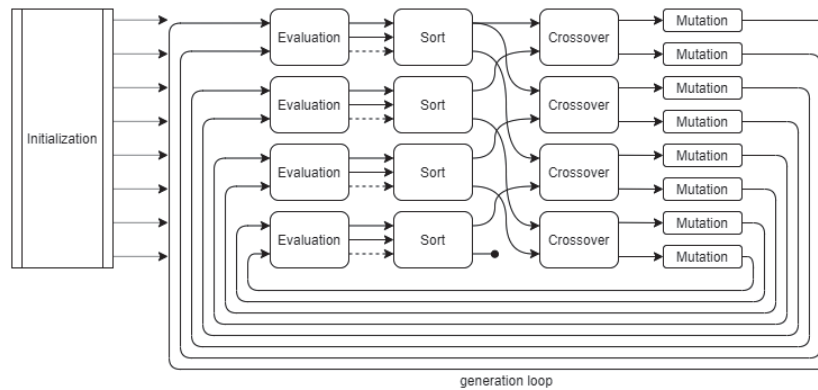 Initialization
Evaluation
Sort
Crossover
Mutation
Mutation
Evaluation
Sort
Crossover
Mutation
Mutation
Evaluation
Sort
Crossover
Mutation
Mutation
Evaluation
Sort
Crossover
Mutation
Mutation
generation loop